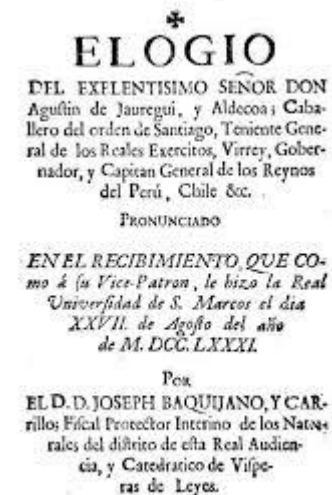 ELOGIO
DEL EXELENTISIMO SEÑOR DON
Agustin de Jauregui, y Aldecoa; Caba-
llero del orden de Santiago, Teniente Gene-
ral de los Reales Exercitos, Virrey, Gober-
nador, y Capitan General de los Reynos
del Perú, Chile &c.
PRONUNCIADO
EN EL RECIBIMIENTO, QUE CO-
mo á ſu Vice-Patron, le hizo la Real
Univerſidad de S. Marcos el dia
XXVII. de Agoſto del año
de M. DCC. LXXXI.
POR
EL D. D. JOSEPH BAQUIJANO, Y CAR-
rillo; Fiſcal Protector Interino de los Natu-
rales del diſtrito de eſta Real Audien-
cia, y Catedratico de Viſpe-
ras de Leyes.